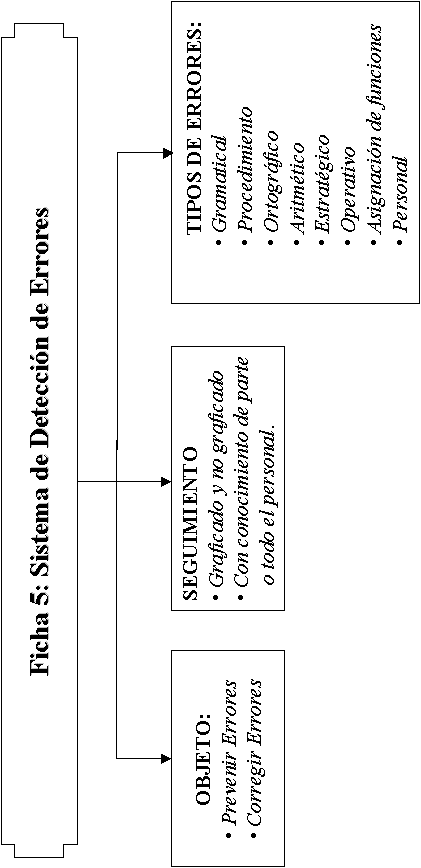 Ficha 5: Sistema de Detección de Errores
OBJETO:
• Prevenir Errores
• Corregir Errores
SEGUIMIENTO
• Graficado y no graficado
• Con conocimiento de parte
o todo el personal.
TIPOS DE ERRORES:
• Gramatical
• Procedimiento
• Ortográfico
• Aritmético
• Estratégico
• Operativo
• Asignación de funciones
• Personal